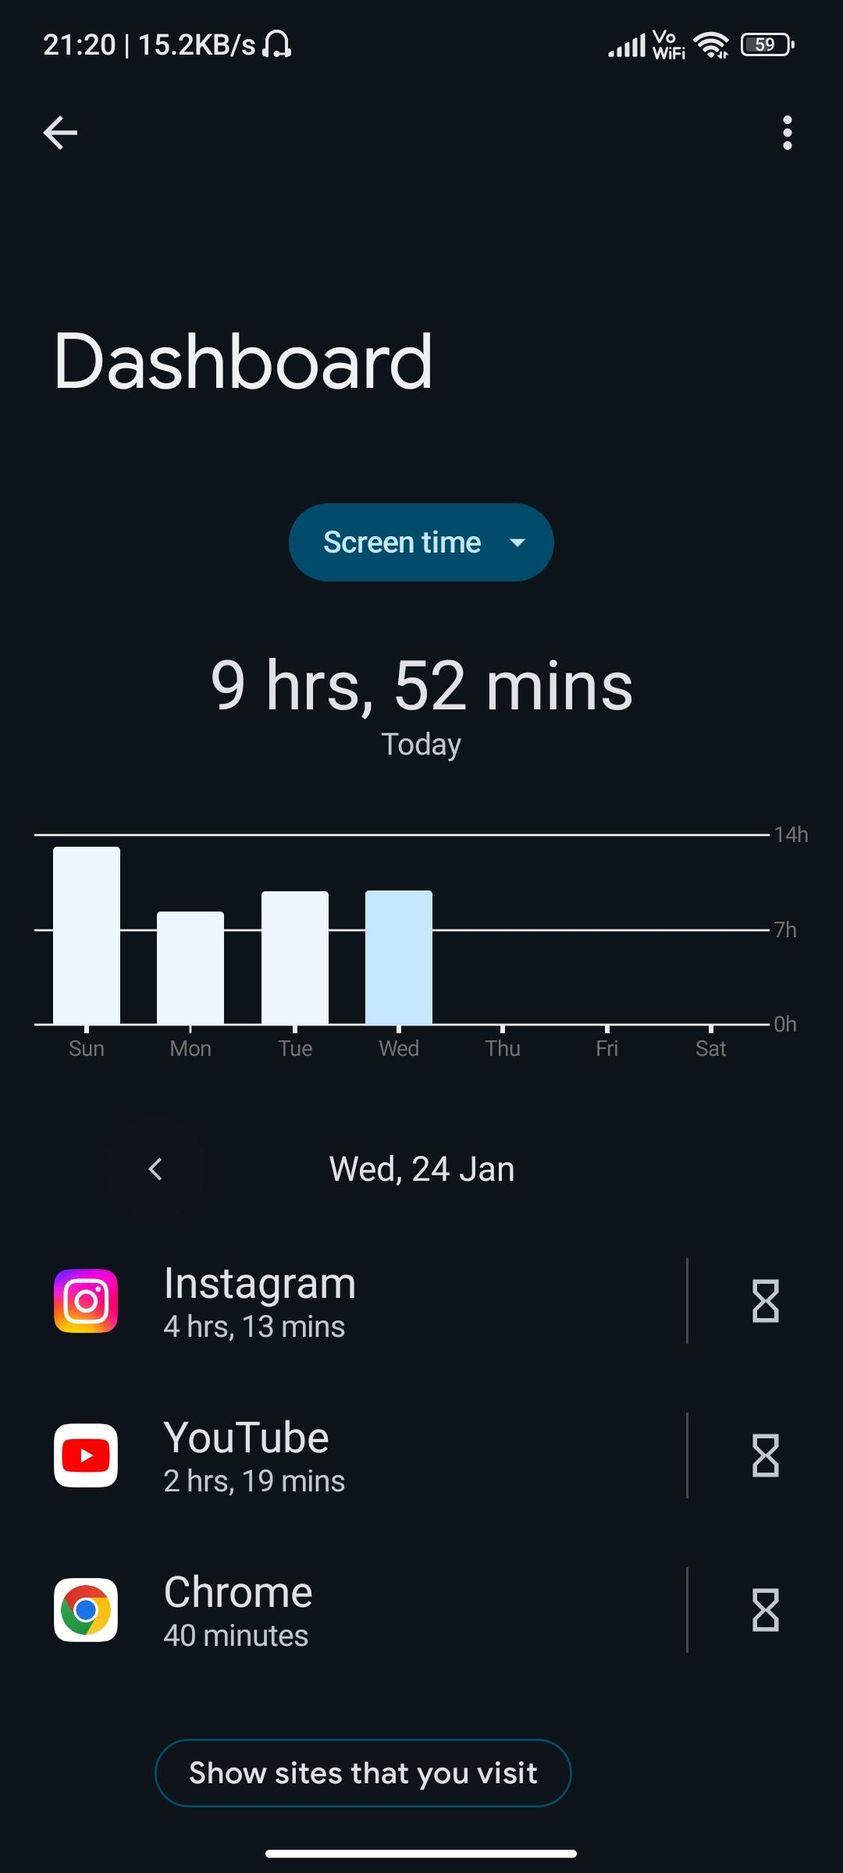 21:20 | 15.2KB/s
Vo
WiFi
59
Dashboard
Screen time
9 hrs, 52 mins
Today
14h
7h
0h
Sun Mon Tue Wed Thu Fri Sat
Wed, 24 Jan
Instagram
4 hrs, 13 mins
YouTube
2 hrs, 19 mins
Chrome
40 minutes
Show sites that you visit